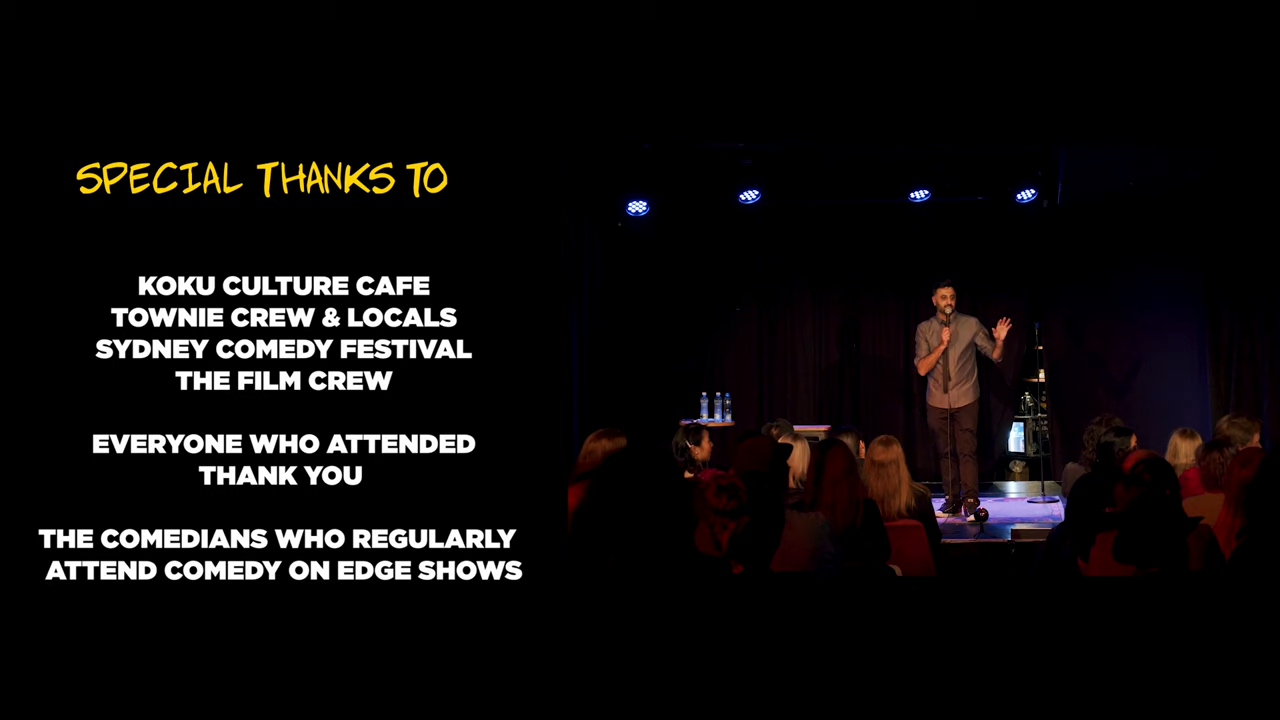 SPECIAL THANKS TO
KOKU CULTURE CAFE
TOWNIE CREW & LOCALS
SYDNEY COMEDY FESTIVAL
THE FILM CREW
EVERYONE WHO ATTENDED
THANK YOU
THE COMEDIANS WHO REGULARLY
ATTEND COMEDY ON EDGE SHOWS